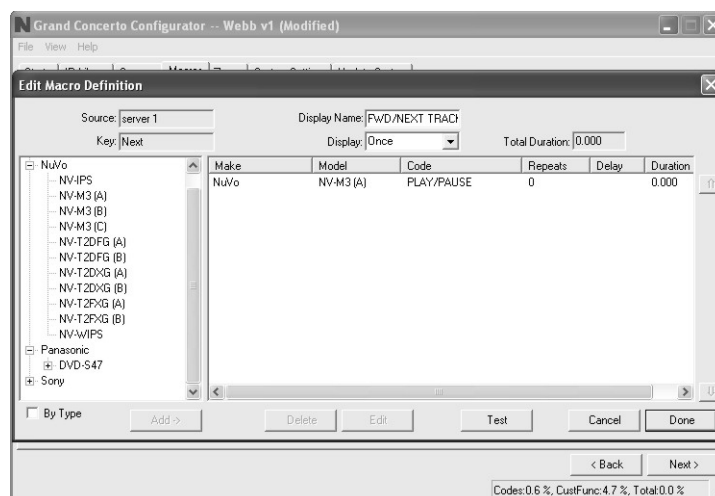 Grand Concerto Configurator -- Webb v1 (Modified)
File View Help
Edit Macro Definition
Source: server 1 Display Name: FWD/NEXT TRACK
Key: Next Display: Once Total Duration: 0.000
NuVo
NV-IPS
NV-M3 (A)
NV-M3 (B)
NV-M3 (C)
NV-T2DFG (A)
NV-T2DFG (B)
NV-T2DXG (A)
NV-T2DXG (B)
NV-T2FXG (A)
NV-T2FXG (B)
NV-WIPS
Panasonic
DVD-S47
Sony
Make Model Code Repeats Delay Duration
NuVo NV-M3 (A) PLAY/PAUSE 0 0.000
By Type Add -> Delete Edit Test Cancel Done
< Back Next >
Codes:0.6 %, CustFunc:4.7 %, Total:0.0 %